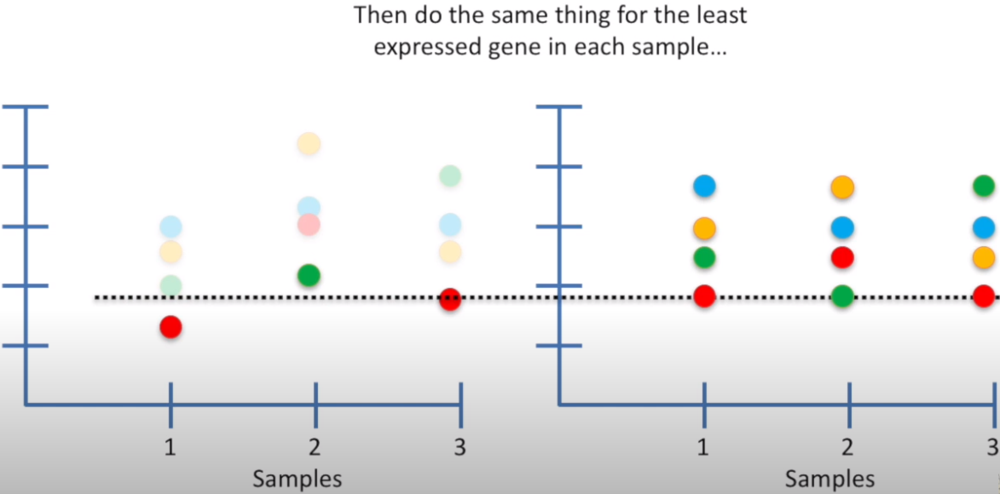 Then do the same thing for the least
expressed gene in each sample...
1 2 3
Samples
1 2 3
Samples